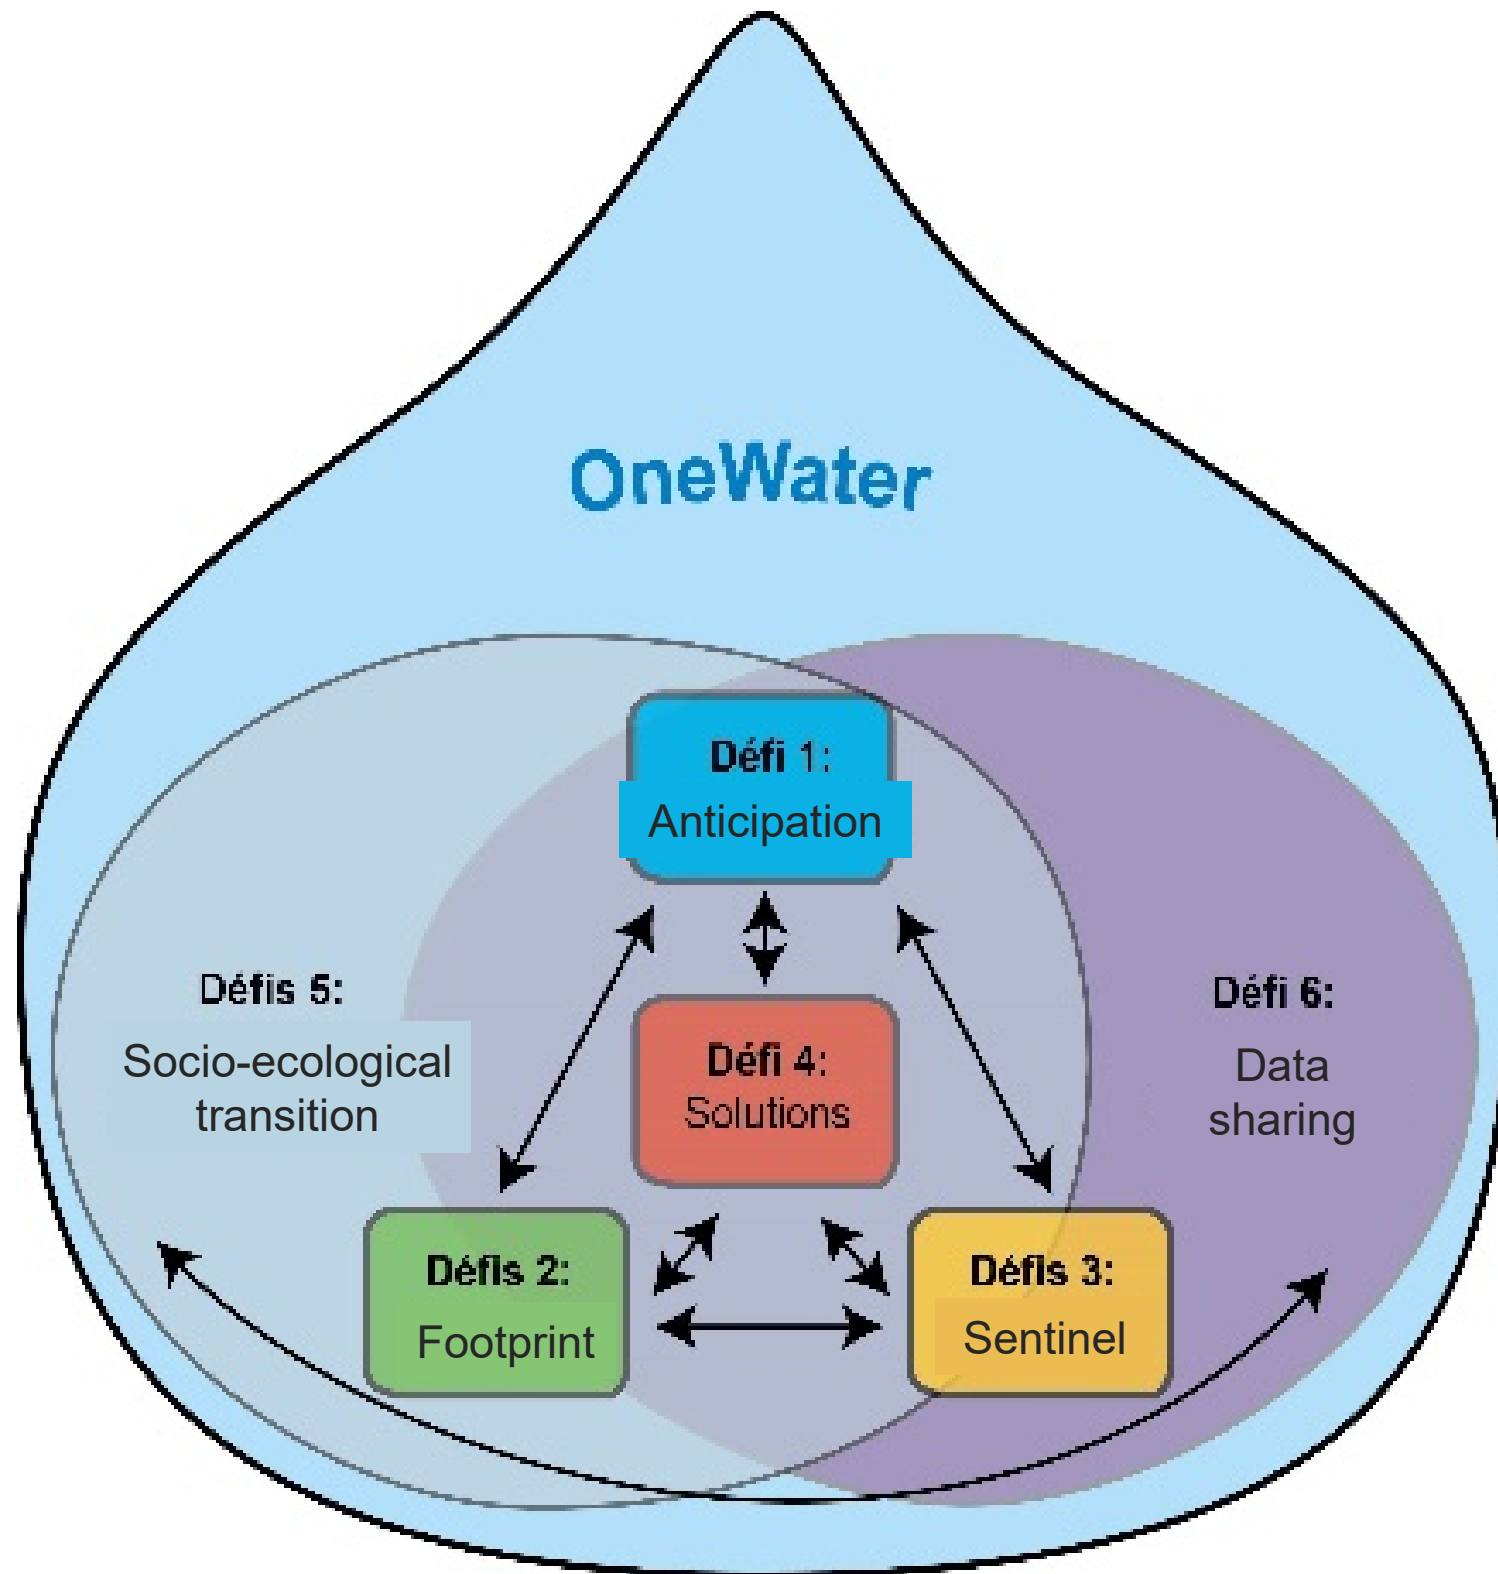 OneWater
Défi 1:
Anticipation
Défis 5:
Socio-ecological
transition
Défi 4:
Solutions
Défi 6:
Data
sharing
Défis 2:
Footprint
Défis 3:
Sentinel